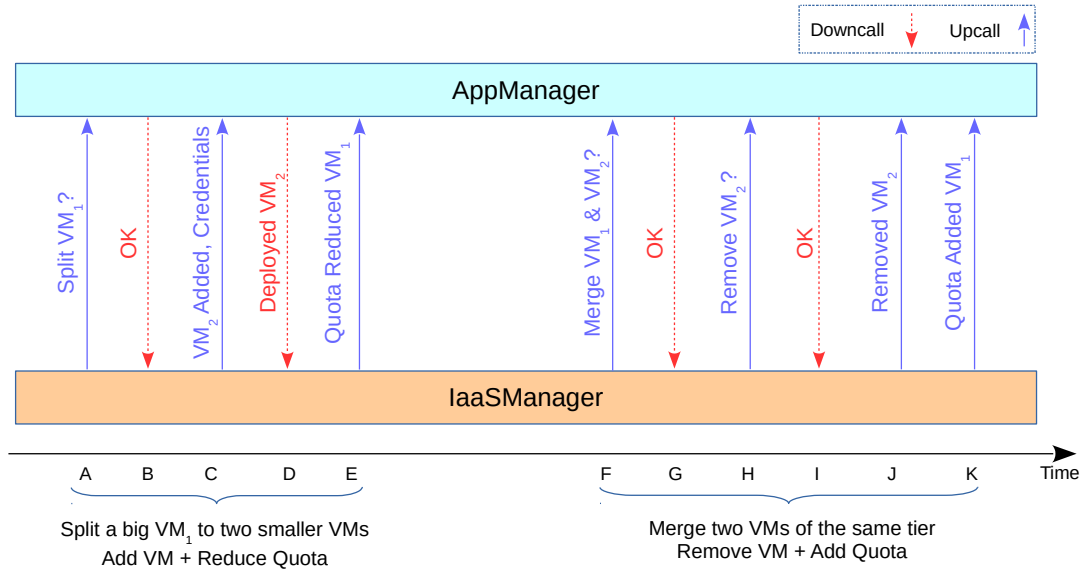 Downcall Upcall
AppManager
Split VM₁?
OK
VM₂ Added, Credentials
Deployed VM₂
Quota Reduced VM₁
Merge VM₁ & VM₂?
OK
Remove VM₂ ?
OK
Removed VM₂
Quota Added VM₁
IaaSManager
A B C D E F G H I J K Time
Split a big VM₁ to two smaller VMs
Add VM + Reduce Quota
Merge two VMs of the same tier
Remove VM + Add Quota